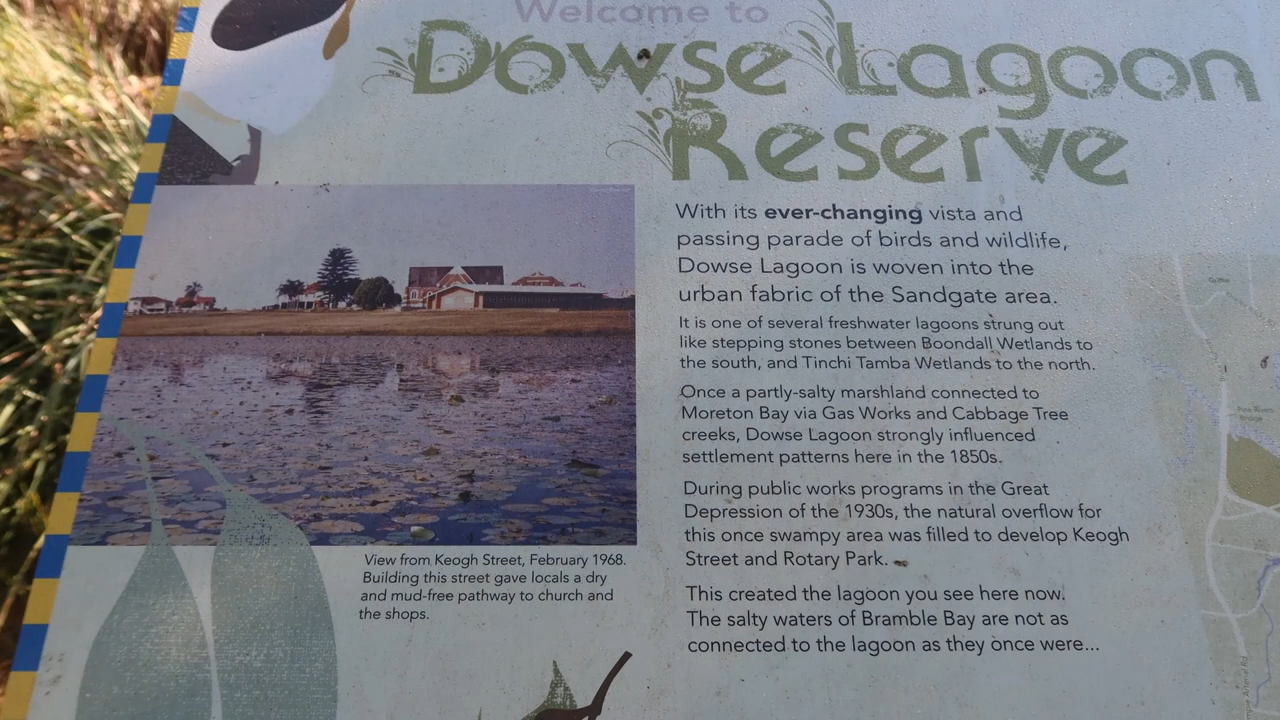 Welcome to
Dowse Lagoon
Reserve
With its ever-changing vista and
passing parade of birds and wildlife,
Dowse Lagoon is woven into the
urban fabric of the Sandgate area.
It is one of several freshwater lagoons strung out
like stepping stones between Boondall Wetlands to
the south, and Tinchi Tamba Wetlands to the north.
Once a partly-salty marshland connected to
Moreton Bay via Gas Works and Cabbage Tree
creeks, Dowse Lagoon strongly influenced
settlement patterns here in the 1850s.
During public works programs in the Great
Depression of the 1930s, the natural overflow for
this once swampy area was filled to develop Keogh
Street and Rotary Park.
This created the lagoon you see here now.
The salty waters of Bramble Bay are not as
connected to the lagoon as they once were...
View from Keogh Street, February 1968.
Building this street gave locals a dry
and mud-free pathway to church and
the shops.